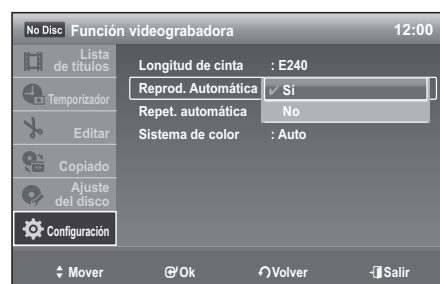 No Disc Función videograbadora 12:00
Lista
de títulos
Temporizador
Editar
Copiado
Ajuste
del disco
Configuración
Longitud de cinta : E240
Reprod. Automática
✔ Sí
No
Repet. automática
Sistema de color : Auto
Mover Ok Volver Salir